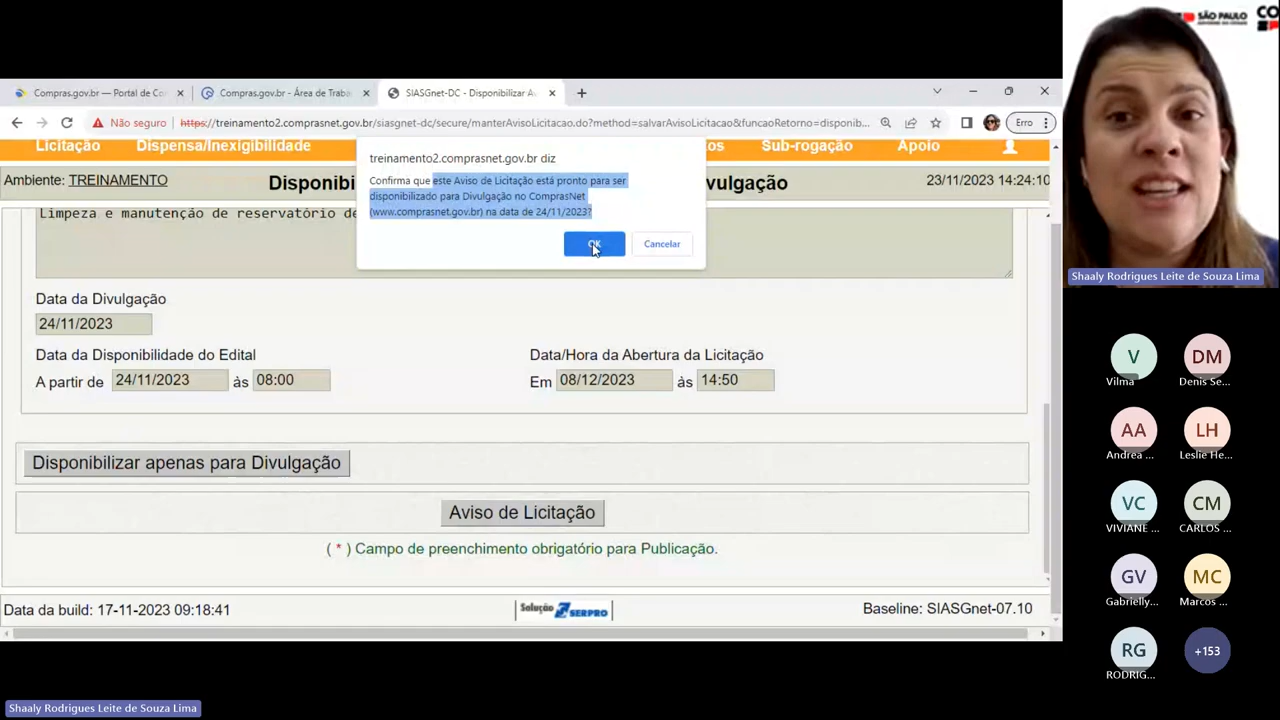 SÃO PAULO
Compras.gov.br — Portal de Co
Compras.gov.br - Área de Traba
SIASGnet-DC - Disponibilizar A
Não seguro
https://treinamento2.comprasnet.gov.br/siasgnet-dc/secure/manterAvisoLicitacao.do?method=salvarAvisoLicitacao&funcaoRetorno=disponib...
Erro
Licitação
Dispensa/Inexigibilidade
os
Sub-rogação
Apoio
treinamento2.comprasnet.gov.br diz
Confirma que este Aviso de Licitação está pronto para ser
disponibilizado para Divulgação no ComprasNet
(www.comprasnet.gov.br) na data de 24/11/2023?
OK
Cancelar
Ambiente: TREINAMENTO
Disponibi
vulgação
23/11/2023 14:24:10
Limpeza e manutenção de reservatório de
Data da Divulgação
24/11/2023
Data da Disponibilidade do Edital
Data/Hora da Abertura da Licitação
A partir de 24/11/2023 às 08:00
Em 08/12/2023 às 14:50
Disponibilizar apenas para Divulgação
Aviso de Licitação
( * ) Campo de preenchimento obrigatório para Publicação.
Data da build: 17-11-2023 09:18:41
Solução SERPRO
Baseline: SIASGnet-07.10
Shaaly Rodrigues Leite de Souza Lima
V
Vilma
DM
Denis Se...
AA
Andrea ...
LH
Leslie He...
VC
VIVIANE ...
CM
CARLOS ...
GV
Gabrielly...
MC
Marcos ...
RG
RODRIG...
+153
Shaaly Rodrigues Leite de Souza Lima